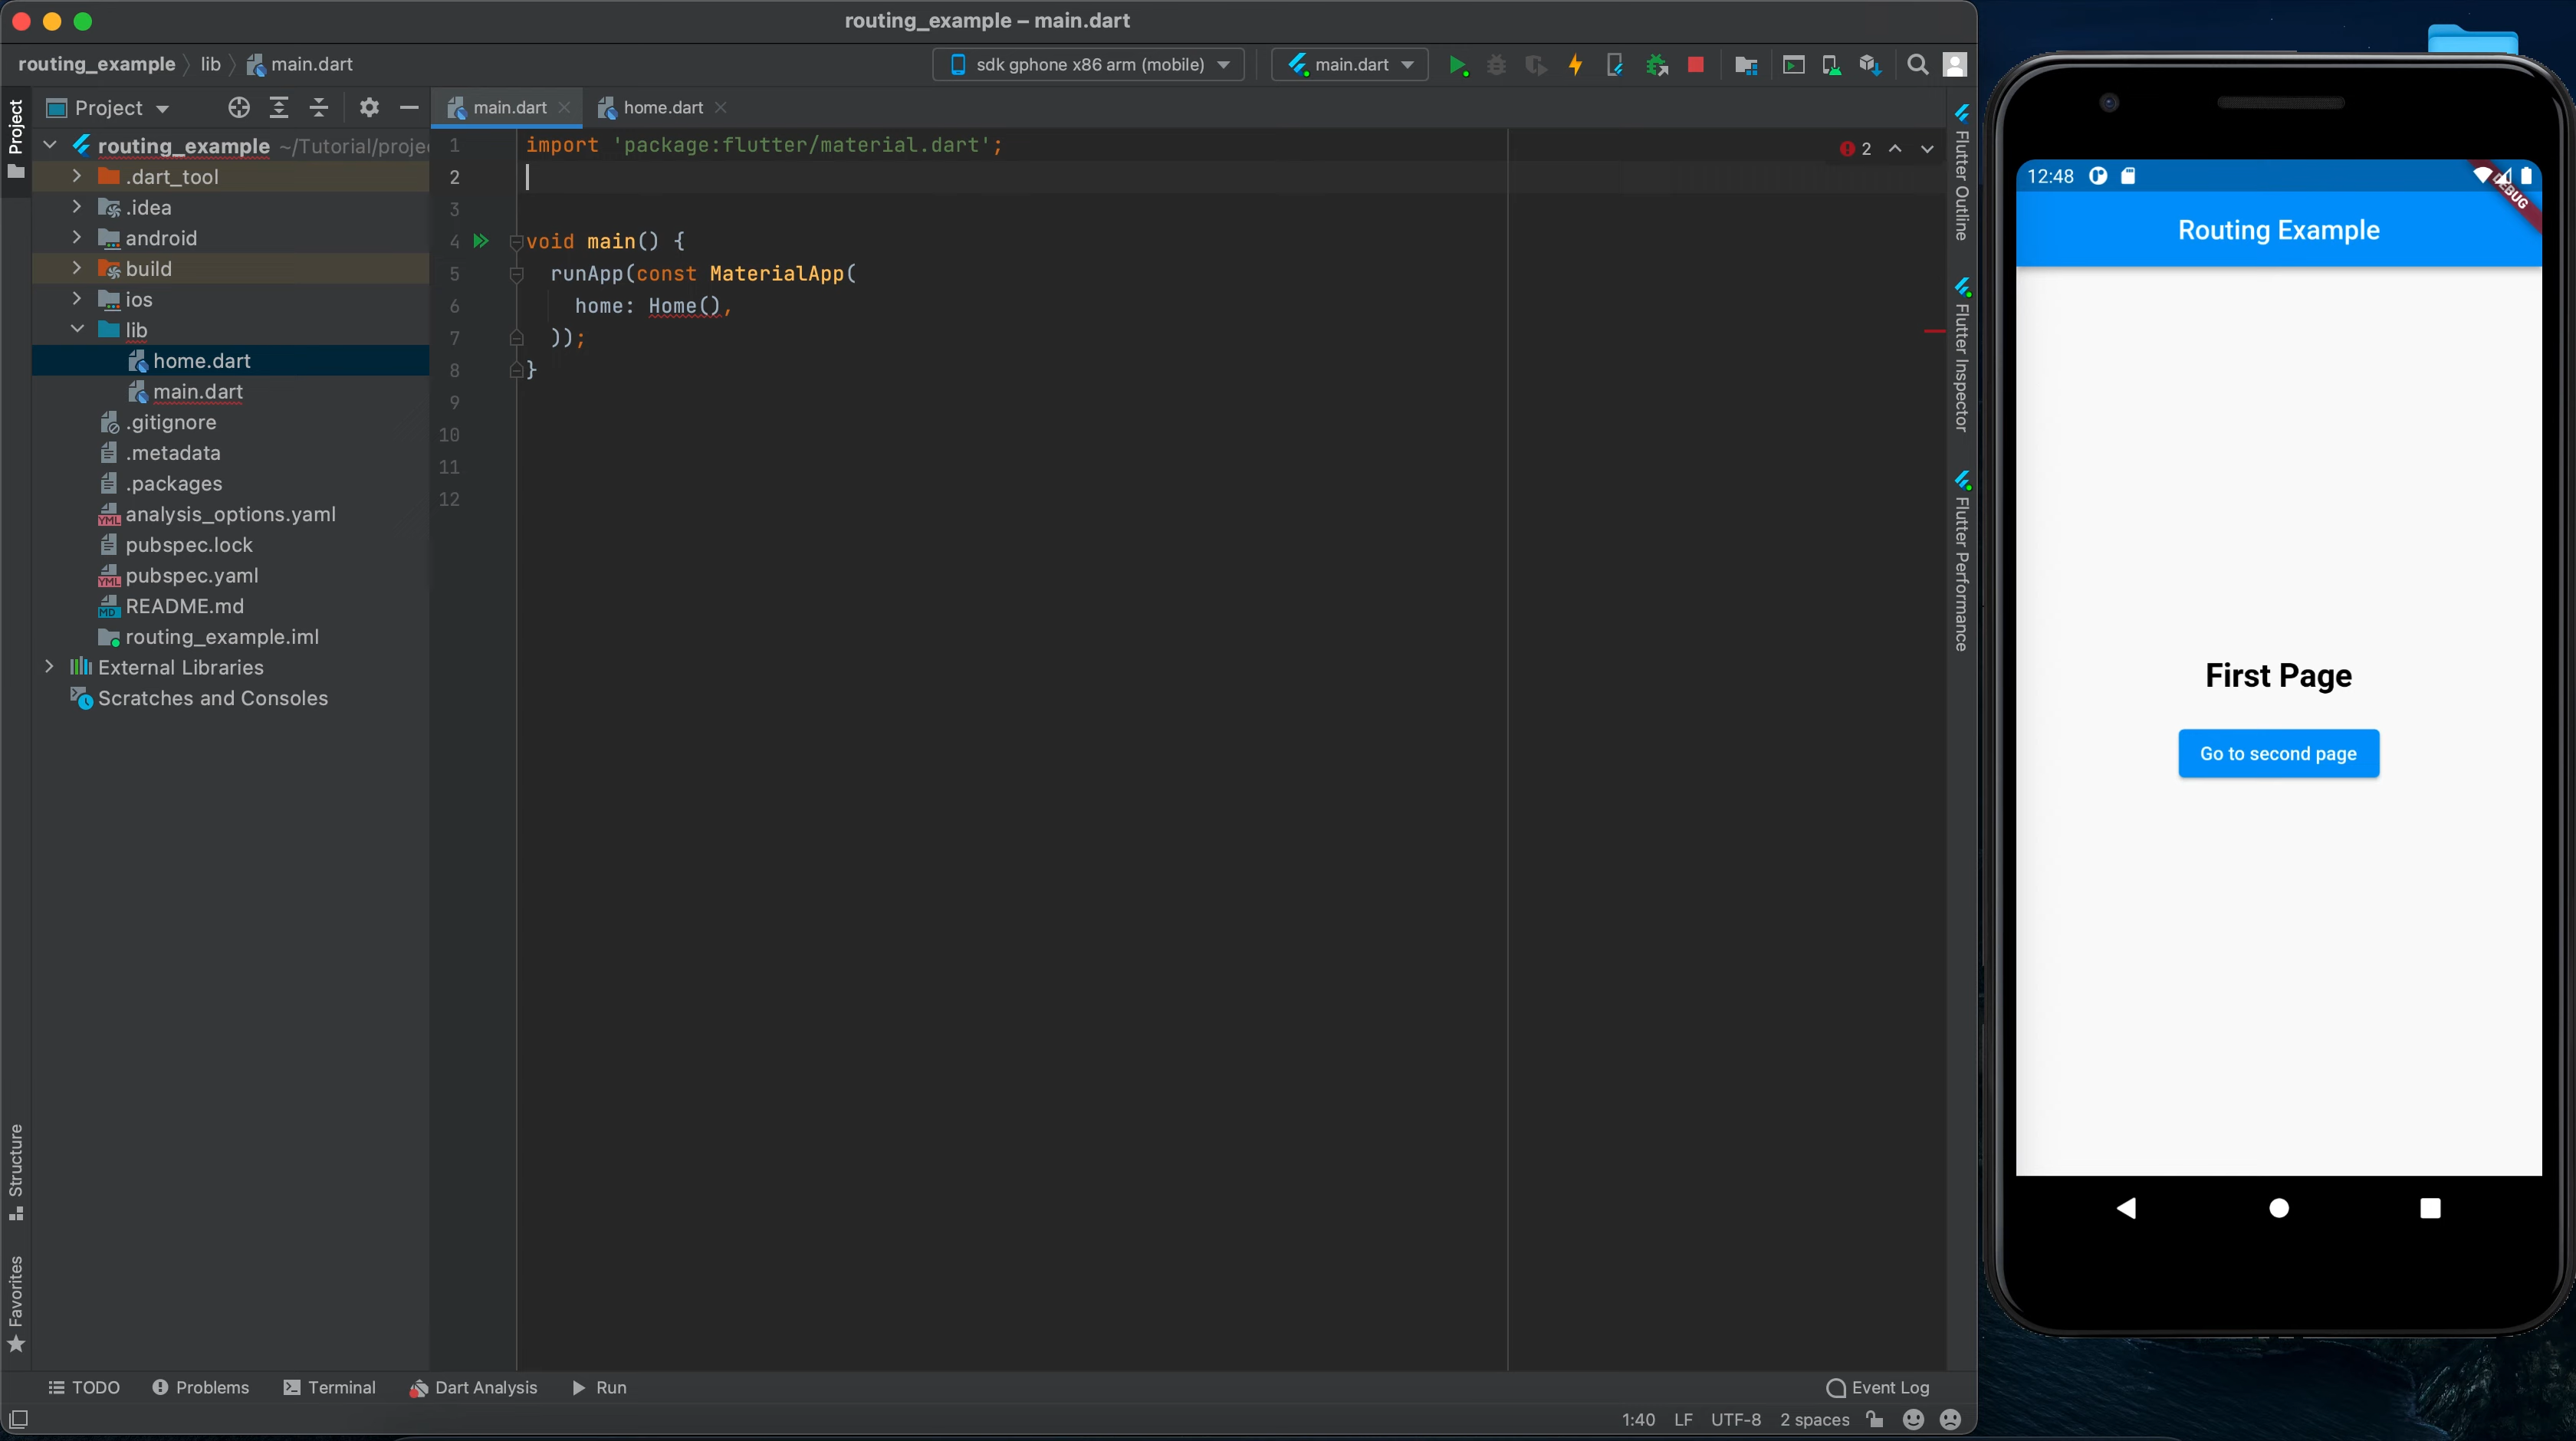 routing_example – main.dart
routing_example lib main.dart
sdk gphone x86 arm (mobile)
main.dart
Project
Project
main.dart
home.dart
routing_example ~/Tutorial/proje
.dart_tool
.idea
android
build
ios
lib
home.dart
main.dart
.gitignore
.metadata
.packages
analysis_options.yaml
pubspec.lock
pubspec.yaml
README.md
routing_example.iml
External Libraries
Scratches and Consoles
Structure
Favorites
1 import 'package:flutter/material.dart';
2
3
4 void main() {
5 runApp(const MaterialApp(
6 home: Home(),
7 ));
8 }
9
10
11
12
2
Flutter Outline
Flutter Inspector
Flutter Performance
TODO
Problems
Terminal
Dart Analysis
Run
Event Log
1:40 LF UTF-8 2 spaces
12:48
DEBUG
Routing Example
First Page
Go to second page